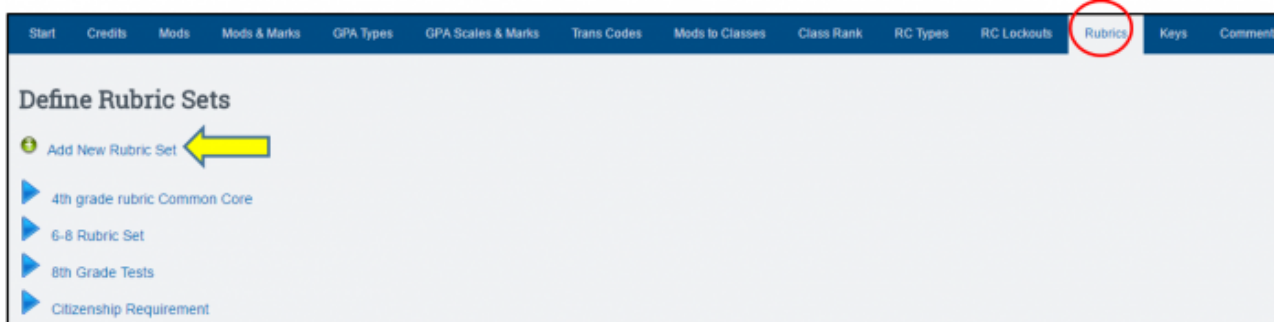 Start Credits Mods Mods & Marks GPA Types GPA Scales & Marks Trans Codes Mods to Classes Class Rank RC Types RC Lockouts Rubrics Keys Comment
Define Rubric Sets
Add New Rubric Set
4th grade rubric Common Core
6-8 Rubric Set
8th Grade Tests
Citizenship Requirement